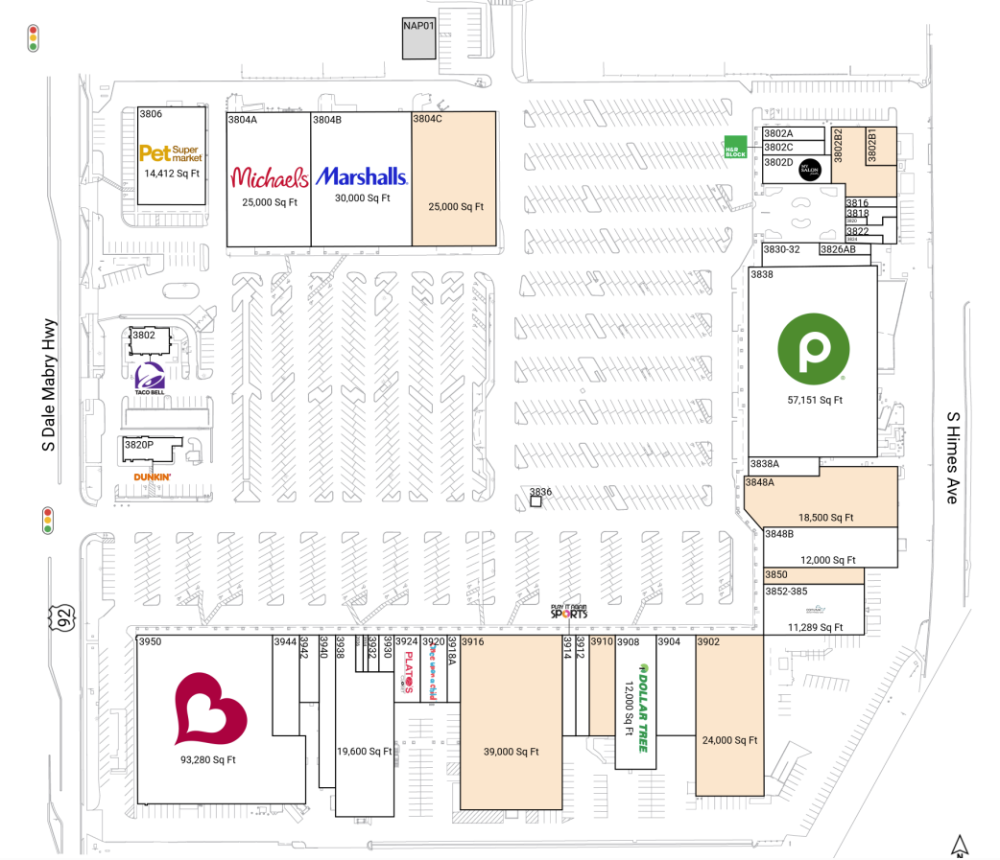 NAP01
3806
Pet Super
market
14,412 Sq Ft
3804A
Michaels
25,000 Sq Ft
3804B
Marshalls
30,000 Sq Ft
3804C
25,000 Sq Ft
H&R
BLOCK
3802A
3802C
3802D
MY
SALON
Suite
3802B2
3802B1
3816
3818
3820
3822
3824
3830-32
3826AB
3838
57,151 Sq Ft
S Dale Mabry Hwy
3802
TACO BELL
3820P
DUNKIN'
3836
3838A
3848A
18,500 Sq Ft
3848B
12,000 Sq Ft
3850
3852-385
11,289 Sq Ft
S Himes Ave
92
PLAY IT AGAIN
SPORTS
3950
93,280 Sq Ft
3944
3942
3940
3938
19,600 Sq Ft
3932
3930
3924
PLATO'S
CLOSET
3920
once upon a child
3918A
3916
39,000 Sq Ft
3914
3912
3910
3908
DOLLAR TREE
12,000 Sq Ft
3904
3902
24,000 Sq Ft
N